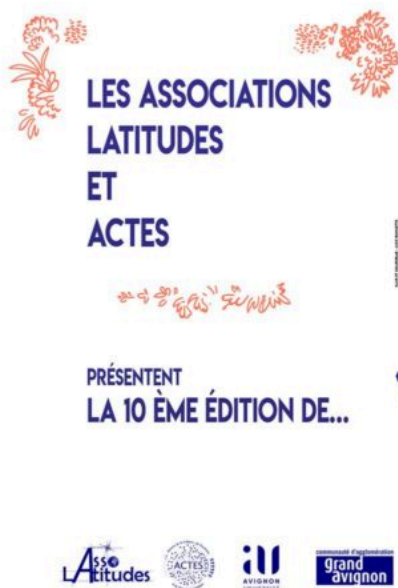 LES ASSOCIATIONS
LATITUDES
ET
ACTES
PRÉSENTENT
LA 10 ÈME ÉDITION DE...
Asso
LAtitudes
ACTES
AVIGNON
UNIVERSITÉ
communauté d'agglomération
grand
avignon